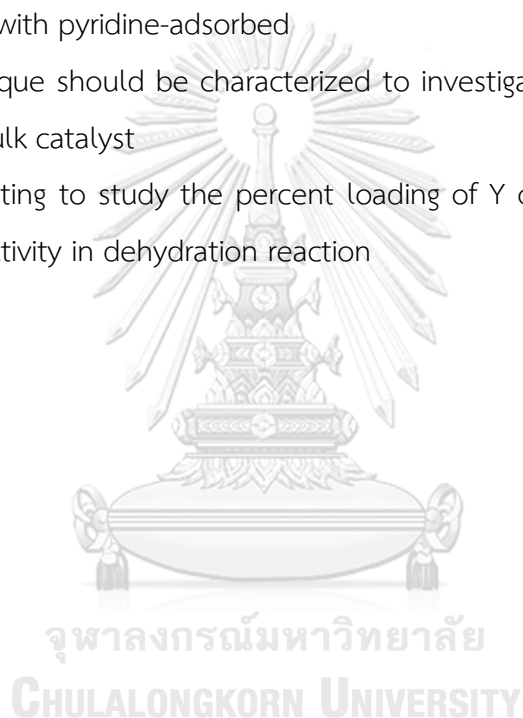 with pyridine-adsorbed
que should be characterized to investiga
ulk catalyst
ting to study the percent loading of Y
tivity in dehydration reaction
จุฬาลงกรณ์มหาวิทยาลัย
CHULALONGKORN UNIVERSITY